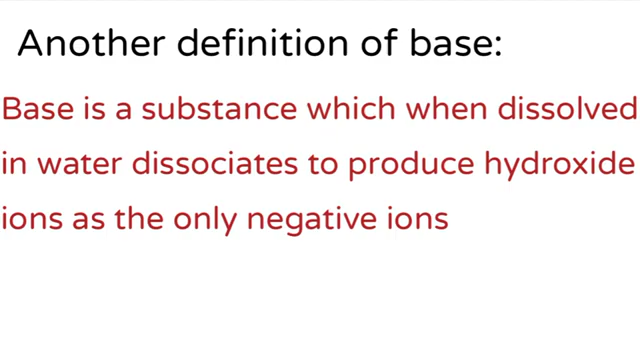 Another definition of base:
Base is a substance which when dissolved
in water dissociates to produce hydroxide
ions as the only negative ions